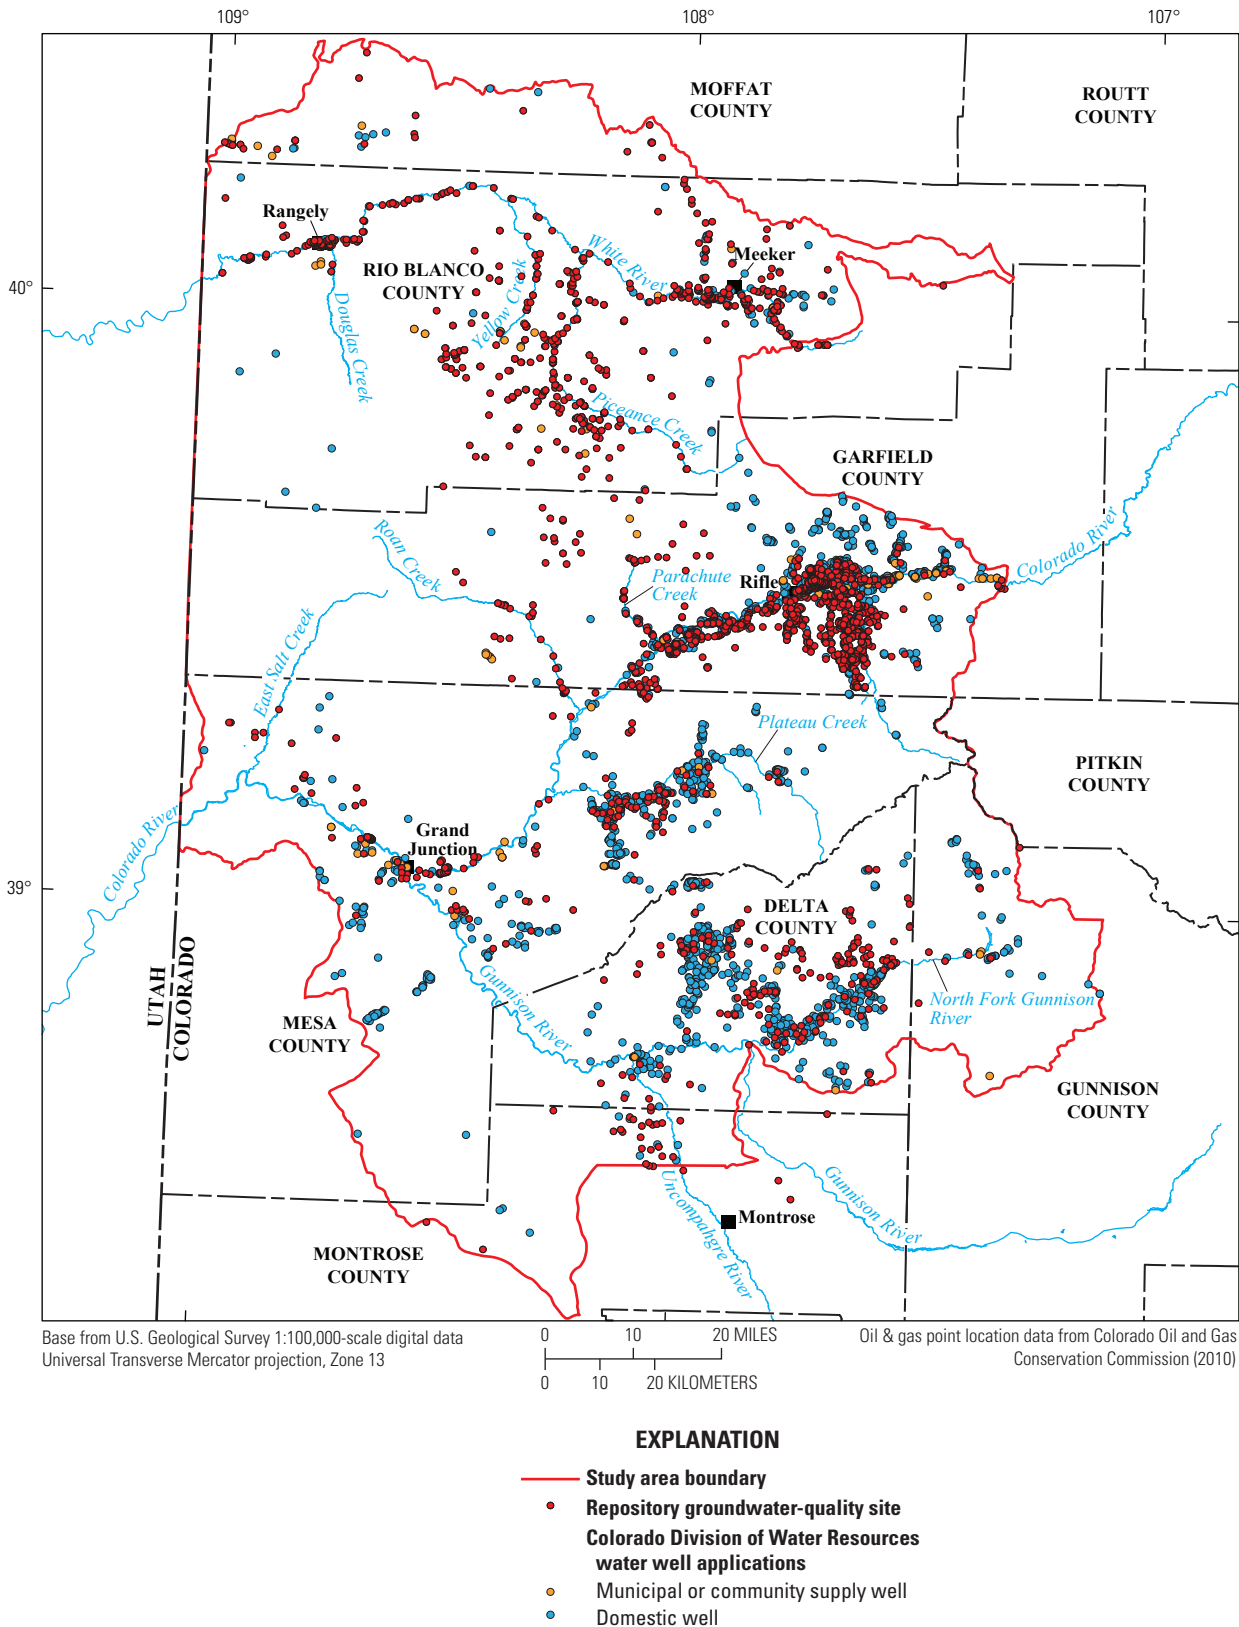 109°
108°
107°
MOFFAT
COUNTY
ROUTT
COUNTY
Rangely
White River
Meeker
RIO BLANCO
COUNTY
Yellow Creek
40°
Douglas Creek
Piceance Creek
GARFIELD
COUNTY
Roan Creek
Colorado River
Parachute
Creek
Rifle
East Salt Creek
Plateau Creek
PITKIN
COUNTY
Colorado River
Grand
Junction
39°
DELTA
COUNTY
UTAH
COLORADO
Gunnison River
North Fork Gunnison
River
MESA
COUNTY
GUNNISON
COUNTY
Uncompahgre River
Gunnison River
Montrose
MONTROSE
COUNTY
Base from U.S. Geological Survey 1:100,000-scale digital data
Universal Transverse Mercator projection, Zone 13
0 10 20 MILES
0 10 20 KILOMETERS
Oil & gas point location data from Colorado Oil and Gas
Conservation Commission (2010)
EXPLANATION
Study area boundary
Repository groundwater-quality site
Colorado Division of Water Resources
water well applications
Municipal or community supply well
Domestic well